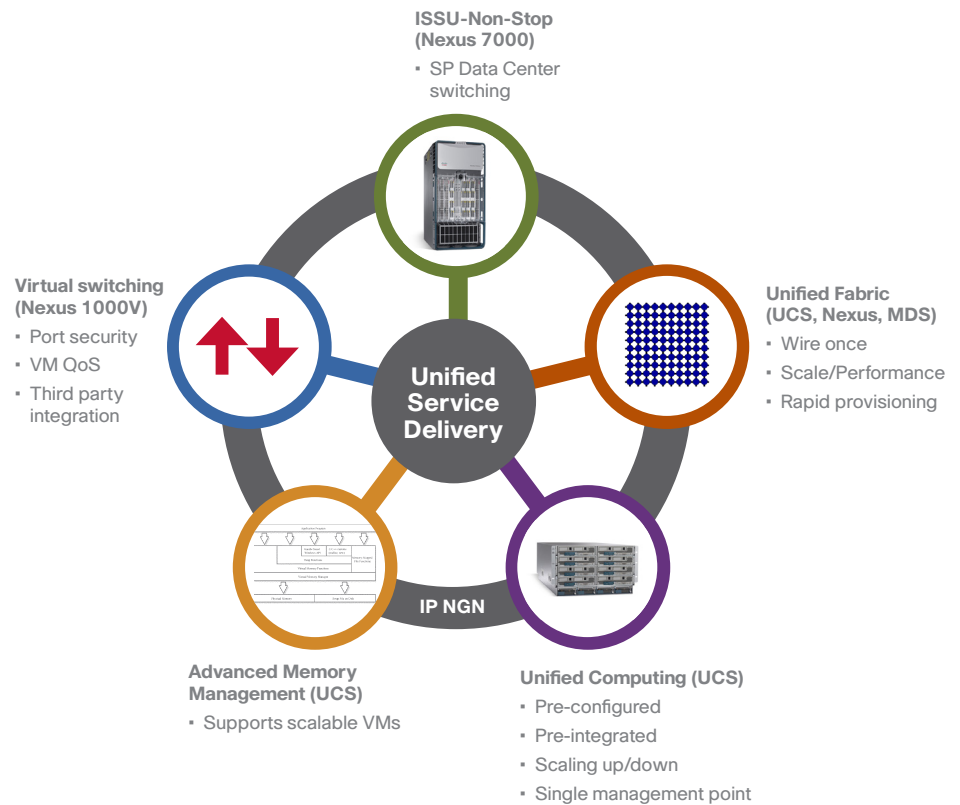 ISSU-Non-Stop
(Nexus 7000)
▪ SP Data Center
switching
Virtual switching
(Nexus 1000V)
▪ Port security
▪ VM QoS
▪ Third party
integration
Unified Fabric
(UCS, Nexus, MDS)
▪ Wire once
▪ Scale/Performance
▪ Rapid provisioning
Unified
Service
Delivery
IP NGN
Advanced Memory
Management (UCS)
▪ Supports scalable VMs
Unified Computing (UCS)
▪ Pre-configured
▪ Pre-integrated
▪ Scaling up/down
▪ Single management point